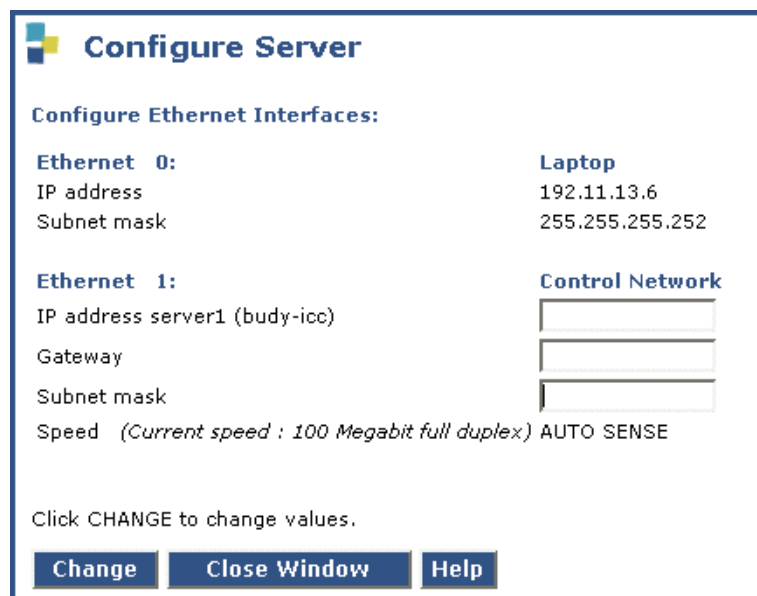 Configure Server
Configure Ethernet Interfaces:
Ethernet 0: Laptop
IP address 192.11.13.6
Subnet mask 255.255.255.252
Ethernet 1: Control Network
IP address server1 (budy-icc)
Gateway
Subnet mask
Speed (Current speed : 100 Megabit full duplex) AUTO SENSE
Click CHANGE to change values.
Change Close Window Help